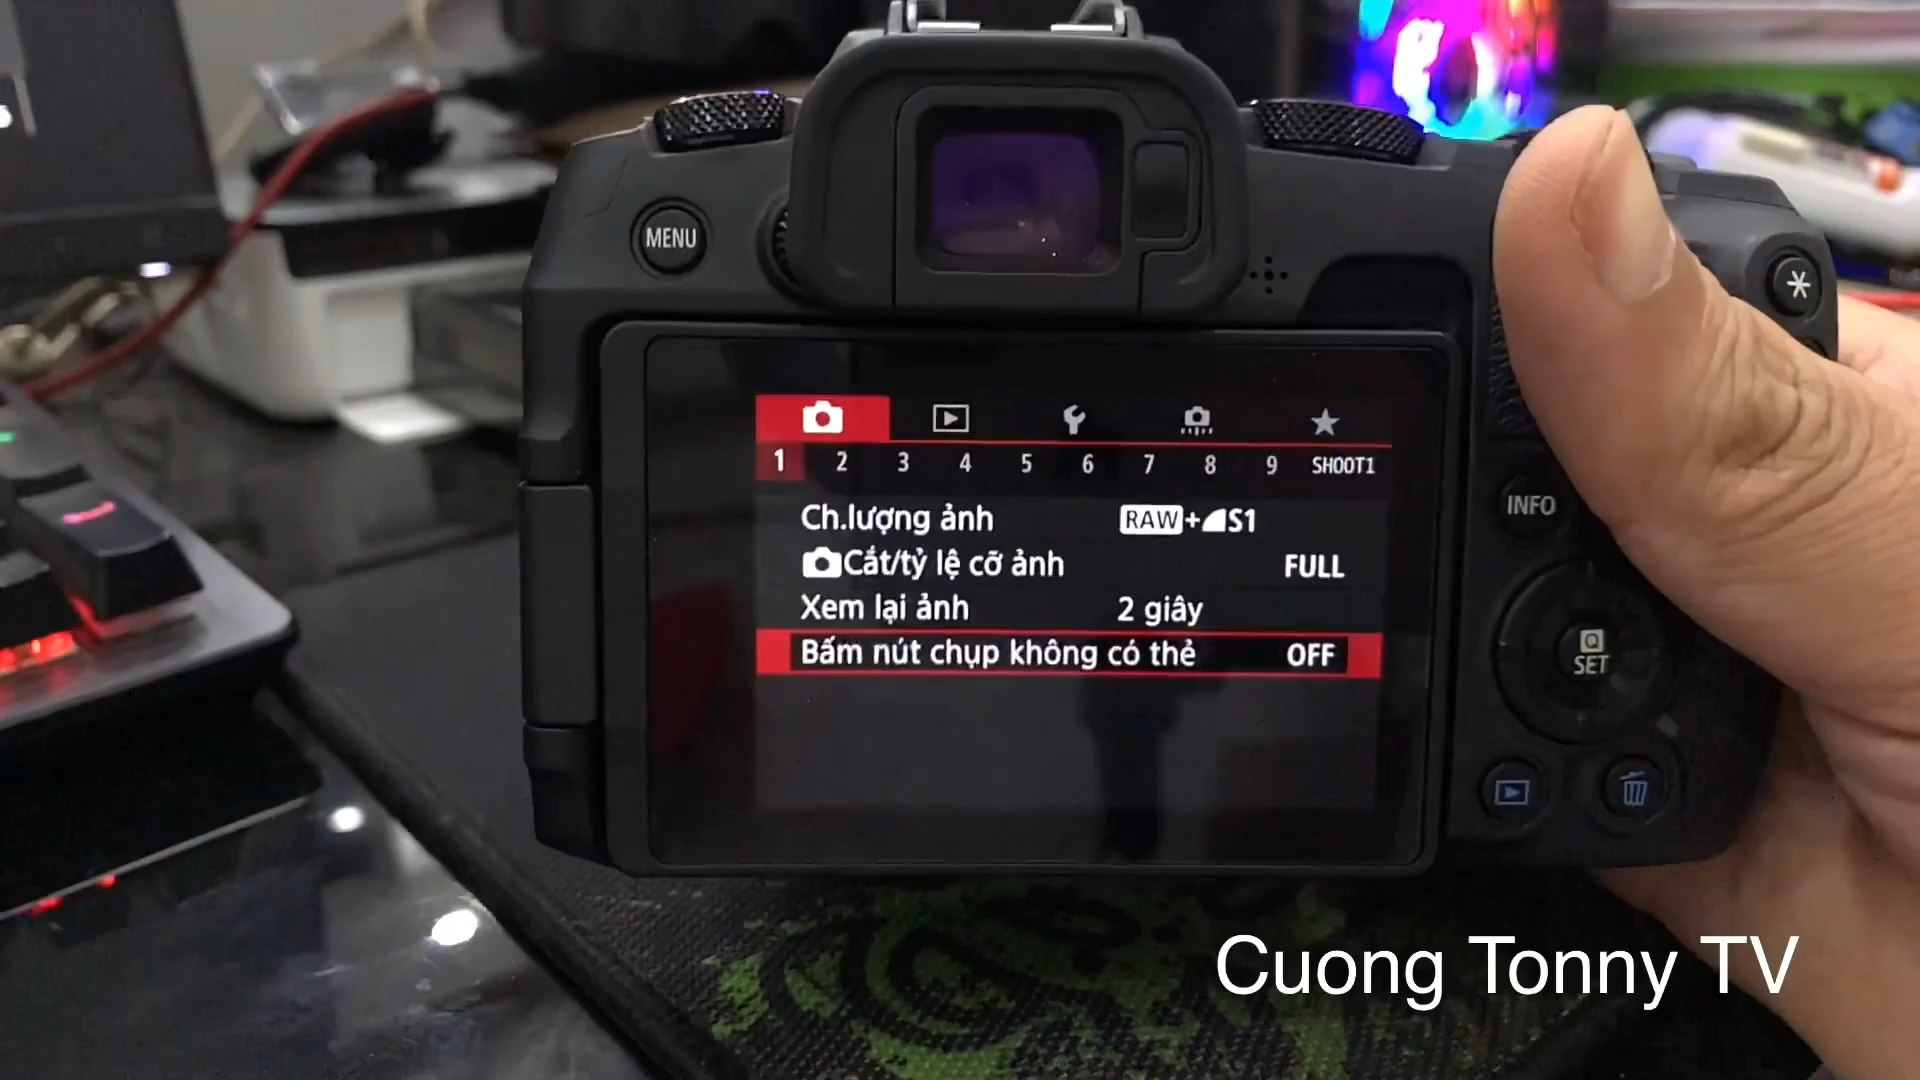 MENU
1 2 3 4 5 6 7 8 9 SHOOT1
Ch.lượng ảnh RAW+S1
Cắt/tỷ lệ cỡ ảnh FULL
Xem lại ảnh 2 giây
Bấm nút chụp không có thẻ OFF
INFO
Q
SET
Cuong Tonny TV